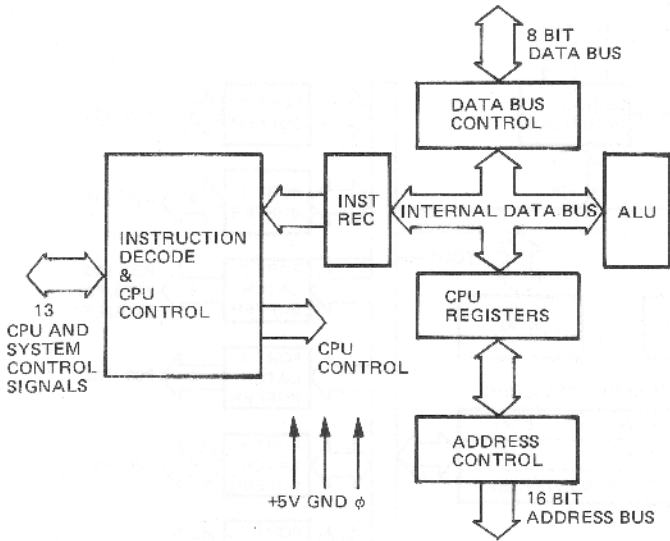 8 BIT
DATA BUS
DATA BUS
CONTROL
INST
REC
INTERNAL DATA BUS
ALU
INSTRUCTION
DECODE
&
CPU
CONTROL
13
CPU AND
SYSTEM
CONTROL
SIGNALS
CPU
REGISTERS
CPU
CONTROL
ADDRESS
CONTROL
+5V GND ϕ
16 BIT
ADDRESS BUS